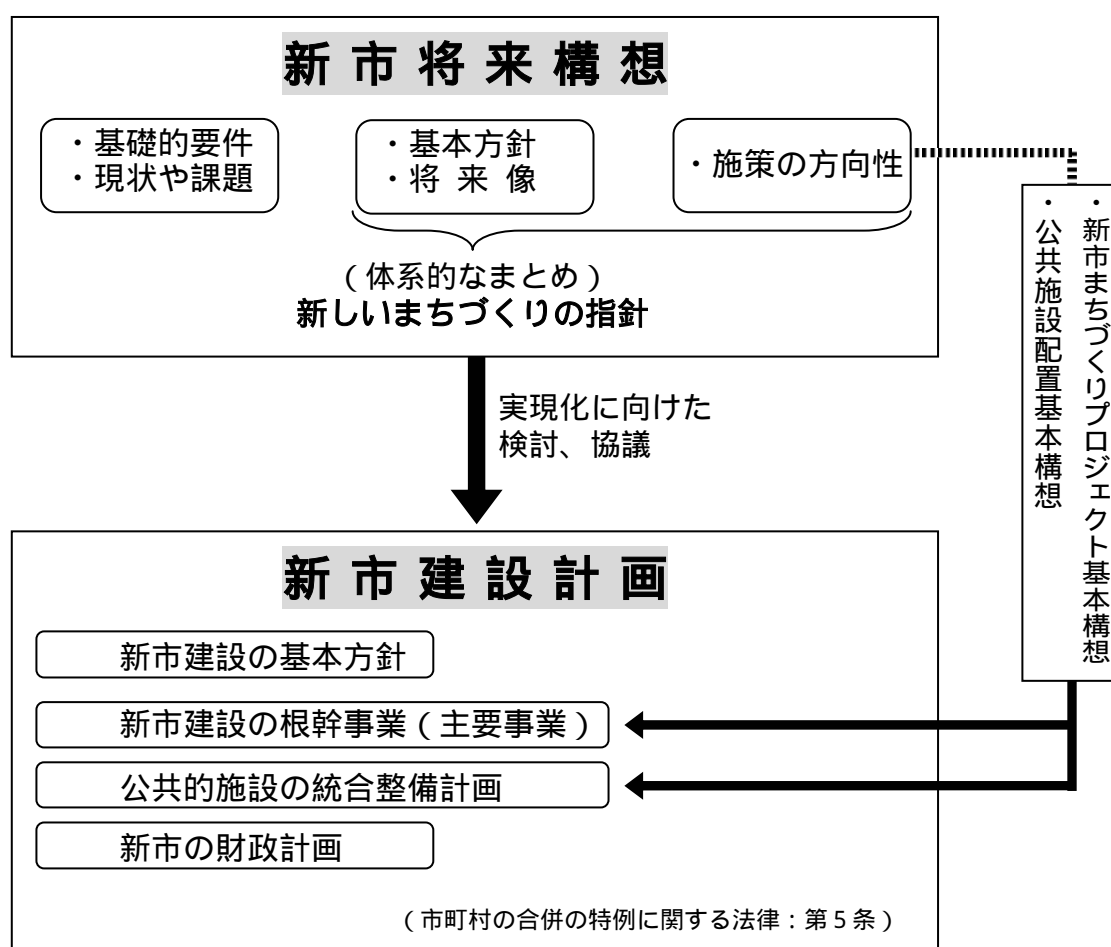 新市将来構想
・基礎的要件
・現状や課題
・基本方針
・将来像
・施策の方向性
（体系的なまとめ）
新しいまちづくりの指針
・新市まちづくりプロジェクト基本構想
・公共施設配置基本構想
実現化に向けた
検討、協議
新市建設計画
新市建設の基本方針
新市建設の根幹事業（主要事業）
公共的施設の統合整備計画
新市の財政計画
（市町村の合併の特例に関する法律：第５条）